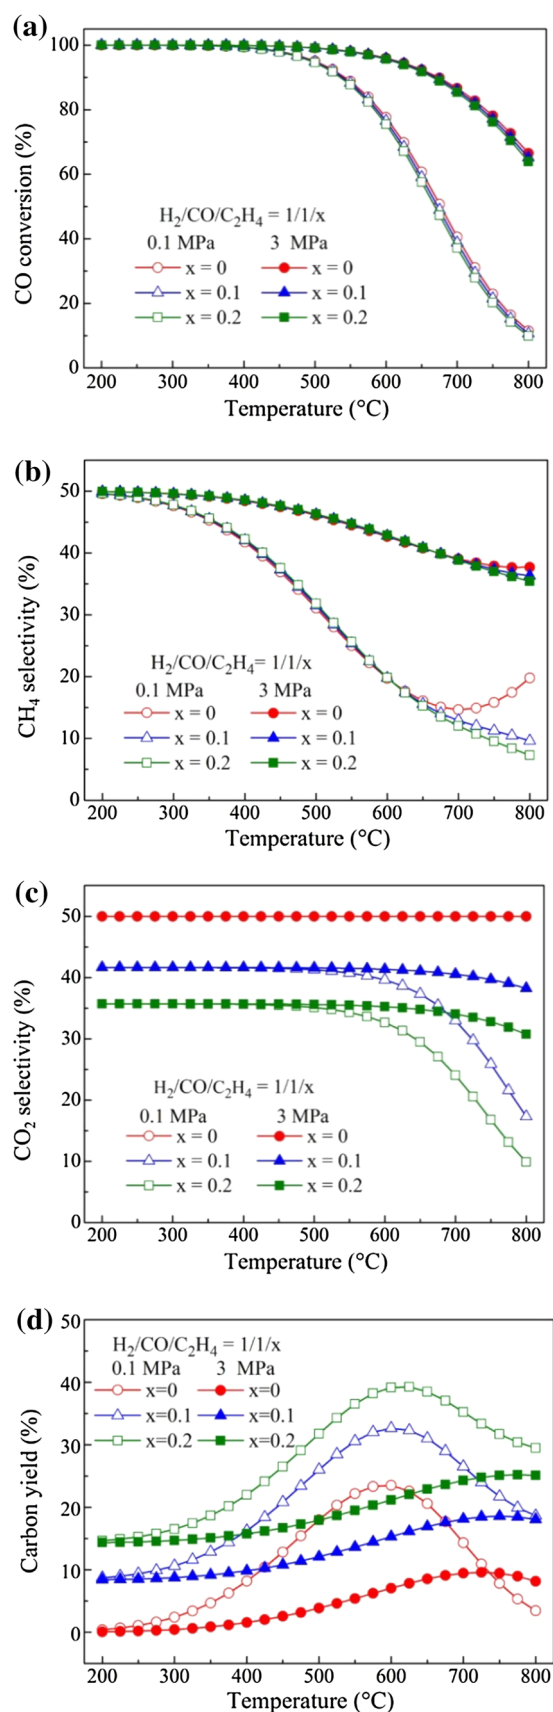 (a)
100
80
60
40
20
0
CO conversion (%)
H₂/CO/C₂H₄ = 1/1/x
0.1 MPa 3 MPa
x = 0 x = 0
x = 0.1 x = 0.1
x = 0.2 x = 0.2
200 300 400 500 600 700 800
Temperature (°C)
(b)
50
40
30
20
10
0
CH₄ selectivity (%)
H₂/CO/C₂H₄= 1/1/x
0.1 MPa 3 MPa
x = 0 x = 0
x = 0.1 x = 0.1
x = 0.2 x = 0.2
200 300 400 500 600 700 800
Temperature (°C)
(c)
50
40
30
20
10
0
CO₂ selectivity (%)
H₂/CO/C₂H₄ = 1/1/x
0.1 MPa 3 MPa
x = 0 x = 0
x = 0.1 x = 0.1
x = 0.2 x = 0.2
200 300 400 500 600 700 800
Temperature (°C)
(d)
50
40
30
20
10
0
Carbon yield (%)
H₂/CO/C₂H₄ = 1/1/x
0.1 MPa 3 MPa
x=0 x=0
x=0.1 x=0.1
x=0.2 x=0.2
200 300 400 500 600 700 800
Temperature (°C)